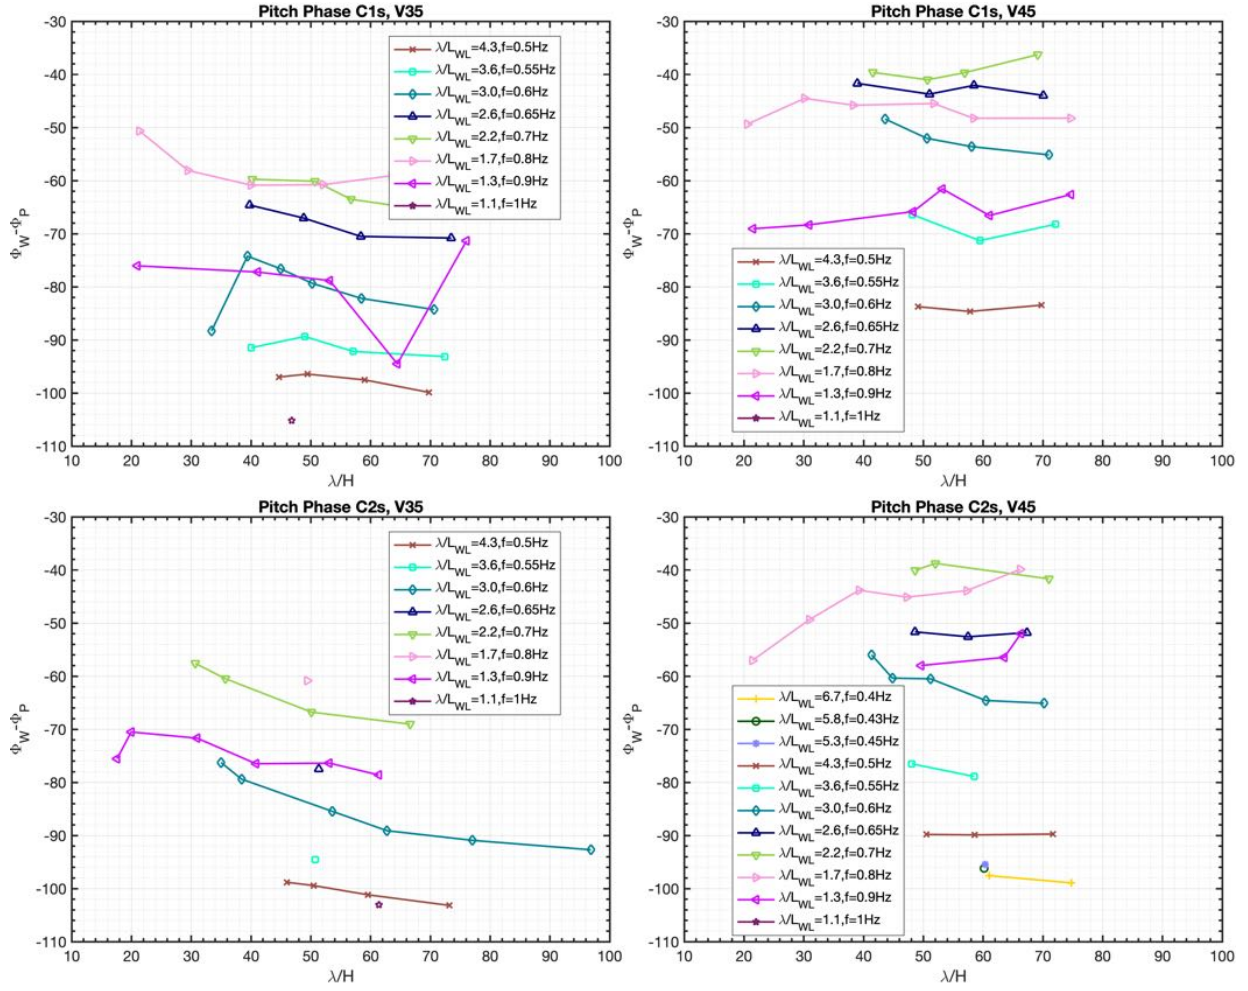 Pitch Phase C1s, V35
-30
-40
-50
-60
-70
-80
-90
-100
-110
Φ_W-Φ_P
10 20 30 40 50 60 70 80 90 100
λ/H
λ/L_WL=4.3,f=0.5Hz
λ/L_WL=3.6,f=0.55Hz
λ/L_WL=3.0,f=0.6Hz
λ/L_WL=2.6,f=0.65Hz
λ/L_WL=2.2,f=0.7Hz
λ/L_WL=1.7,f=0.8Hz
λ/L_WL=1.3,f=0.9Hz
λ/L_WL=1.1,f=1Hz
Pitch Phase C1s, V45
-30
-40
-50
-60
-70
-80
-90
-100
-110
Φ_W-Φ_P
10 20 30 40 50 60 70 80 90 100
λ/H
λ/L_WL=4.3,f=0.5Hz
λ/L_WL=3.6,f=0.55Hz
λ/L_WL=3.0,f=0.6Hz
λ/L_WL=2.6,f=0.65Hz
λ/L_WL=2.2,f=0.7Hz
λ/L_WL=1.7,f=0.8Hz
λ/L_WL=1.3,f=0.9Hz
λ/L_WL=1.1,f=1Hz
Pitch Phase C2s, V35
-30
-40
-50
-60
-70
-80
-90
-100
-110
Φ_W-Φ_P
10 20 30 40 50 60 70 80 90 100
λ/H
λ/L_WL=4.3,f=0.5Hz
λ/L_WL=3.6,f=0.55Hz
λ/L_WL=3.0,f=0.6Hz
λ/L_WL=2.6,f=0.65Hz
λ/L_WL=2.2,f=0.7Hz
λ/L_WL=1.7,f=0.8Hz
λ/L_WL=1.3,f=0.9Hz
λ/L_WL=1.1,f=1Hz
Pitch Phase C2s, V45
-30
-40
-50
-60
-70
-80
-90
-100
-110
Φ_W-Φ_P
10 20 30 40 50 60 70 80 90 100
λ/H
λ/L_WL=6.7,f=0.4Hz
λ/L_WL=5.8,f=0.43Hz
λ/L_WL=5.3,f=0.45Hz
λ/L_WL=4.3,f=0.5Hz
λ/L_WL=3.6,f=0.55Hz
λ/L_WL=3.0,f=0.6Hz
λ/L_WL=2.6,f=0.65Hz
λ/L_WL=2.2,f=0.7Hz
λ/L_WL=1.7,f=0.8Hz
λ/L_WL=1.3,f=0.9Hz
λ/L_WL=1.1,f=1Hz